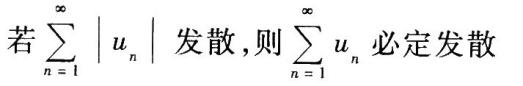 若 $\sum_{n=1}^{\infty} |u_n|$ 发散,则 $\sum_{n=1}^{\infty} u_n$ 必定发散